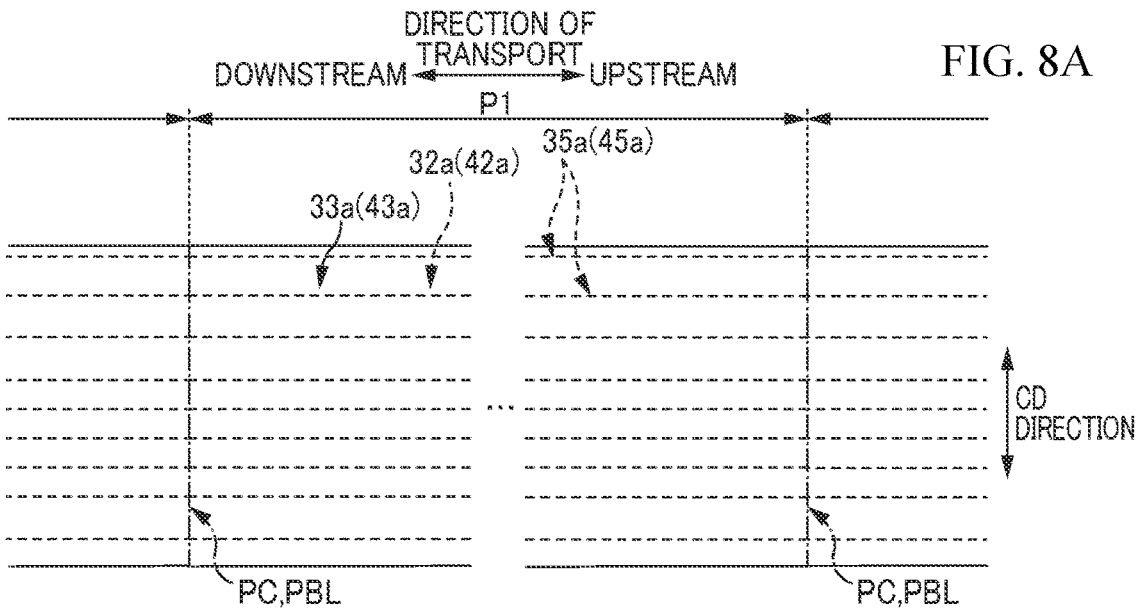 DIRECTION OF
TRANSPORT
DOWNSTREAM UPSTREAM
FIG. 8A
P1
35a(45a)
32a(42a)
33a(43a)
...
CD
DIRECTION
PC,PBL PC,PBL